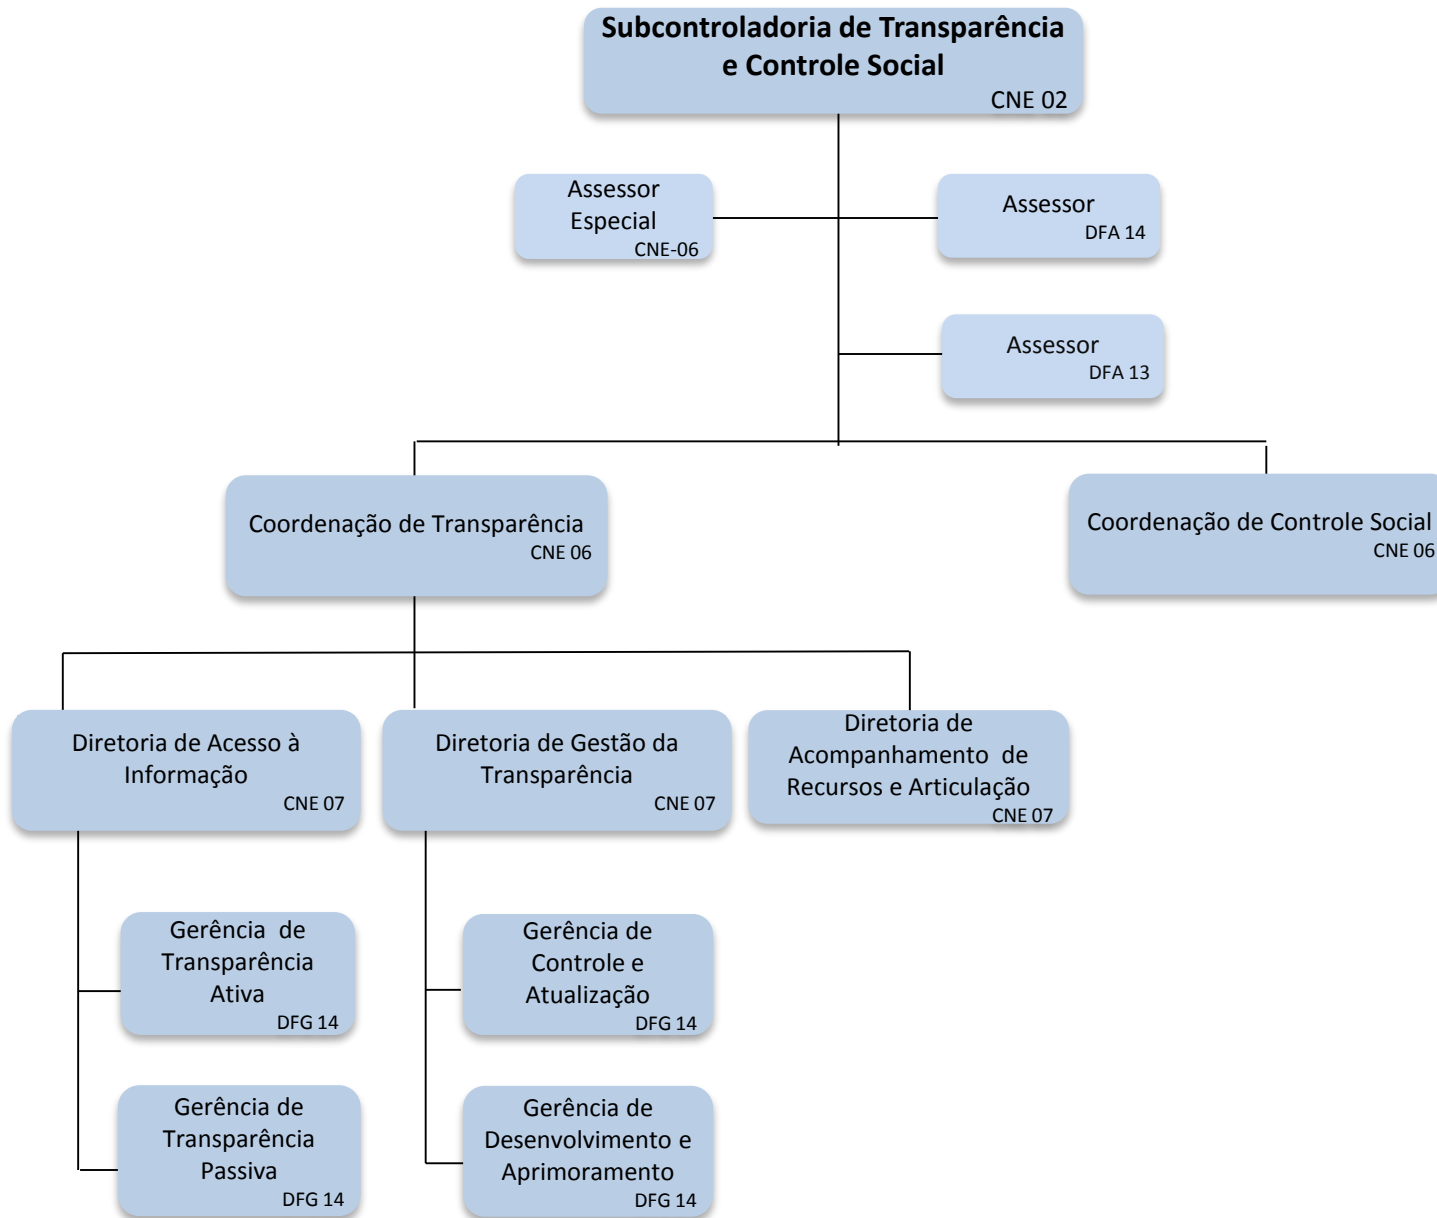 Subcontroladoria de Transparência
e Controle Social
CNE 02
Assessor
Especial
CNE-06
Assessor
DFA 14
Assessor
DFA 13
Coordenação de Transparência
CNE 06
Coordenação de Controle Social
CNE 06
Diretoria de Acesso à
Informação
CNE 07
Diretoria de Gestão da
Transparência
CNE 07
Diretoria de
Acompanhamento de
Recursos e Articulação
CNE 07
Gerência de
Transparência
Ativa
DFG 14
Gerência de
Controle e
Atualização
DFG 14
Gerência de
Transparência
Passiva
DFG 14
Gerência de
Desenvolvimento e
Aprimoramento
DFG 14